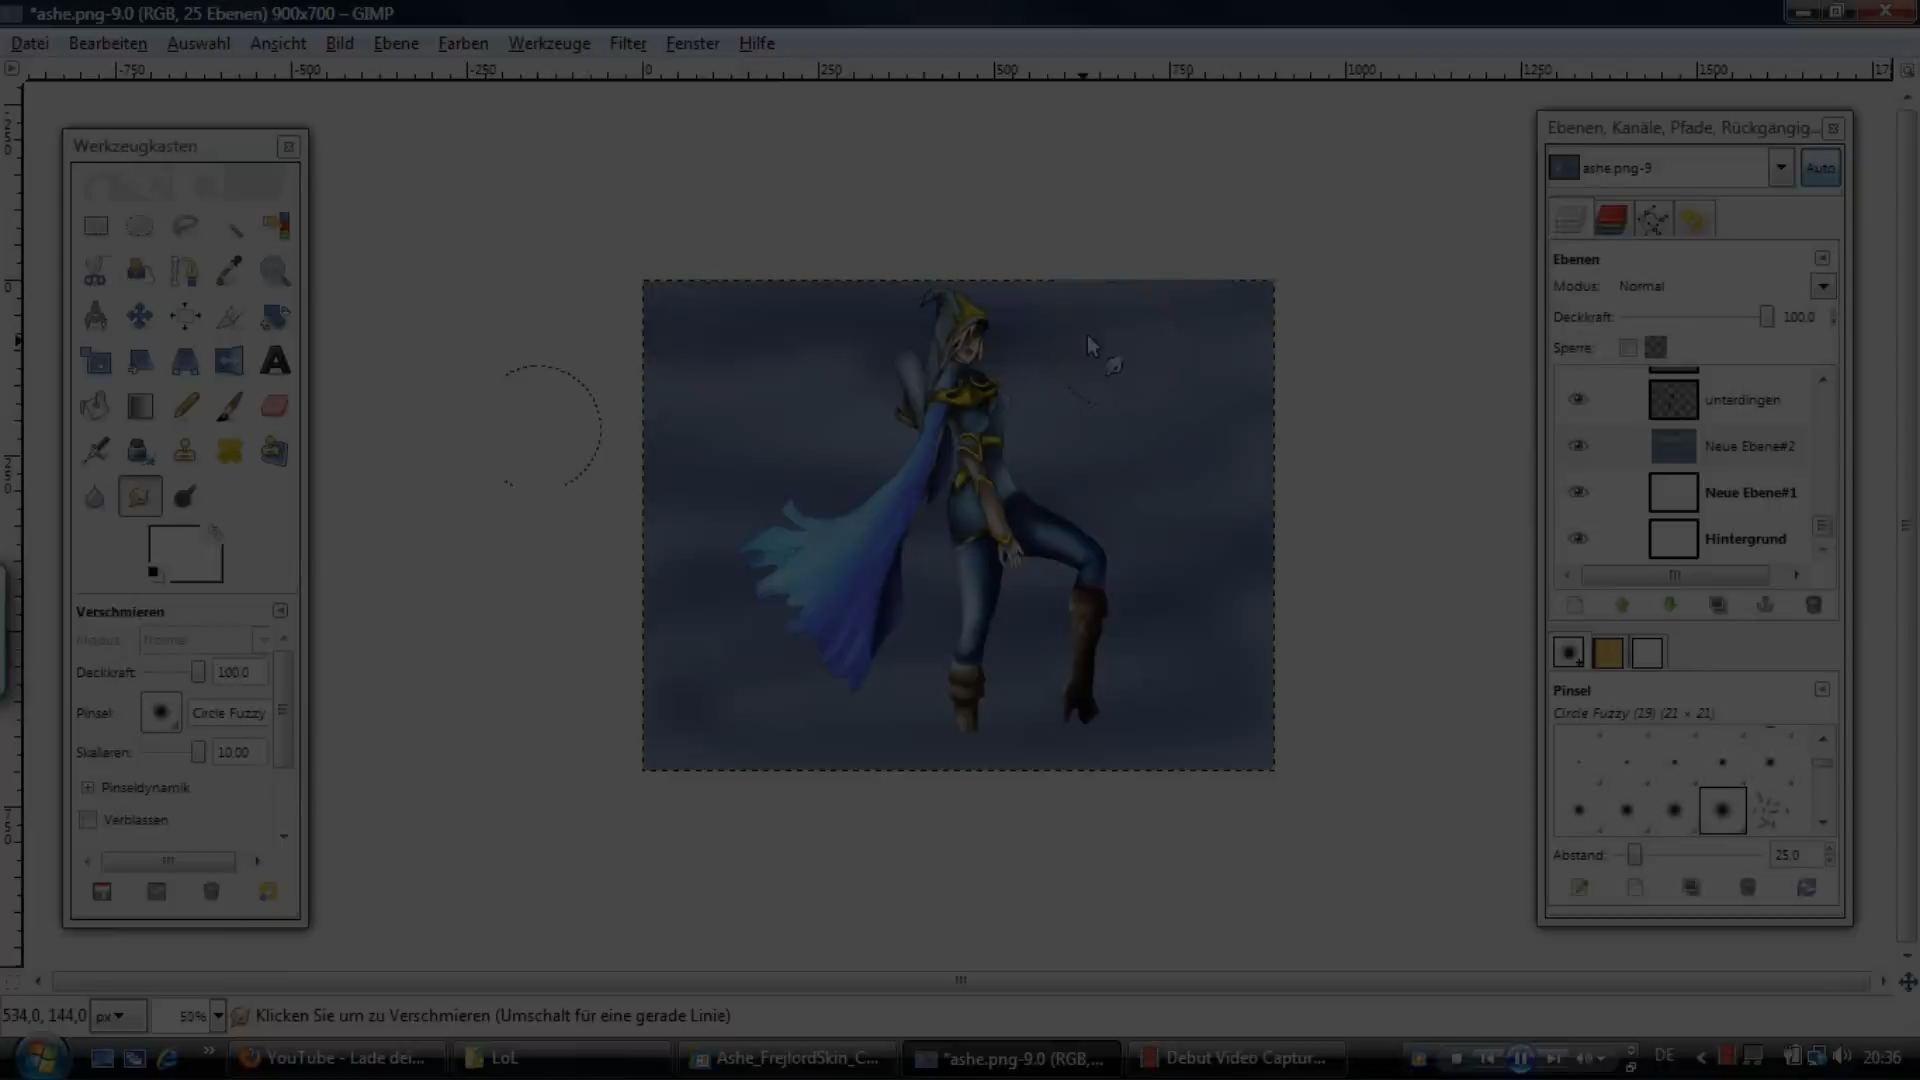 *ashe.png-9.0 (RGB, 25 Ebenen) 900x700 – GIMP
Datei Bearbeiten Auswahl Ansicht Bild Ebene Farben Werkzeuge Filter Fenster Hilfe
-750 -500 -250 0 250 500 750 1000 1250 1500
Werkzeugkasten
Verschmieren
Modus: Normal
Deckkraft: 100,0
Pinsel: Circle Fuzzy
Skalieren: 10,00
Pinseldynamik
Verblassen
Ebenen, Kanäle, Pfade, Rückgängig...
ashe.png-9 Auto
Ebenen
Modus: Normal
Deckkraft: 100,0
Sperre:
unterdingen
Neue Ebene#2
Neue Ebene#1
Hintergrund
Pinsel
Circle Fuzzy (19) (21 × 21)
Abstand: 25,0
534,0, 144,0 px 50% Klicken Sie um zu Verschmieren (Umschalt für eine gerade Linie)
YouTube - Lade dei... LoL Ashe_FrejlordSkin_C... *ashe.png-9.0 (RGB,... Debut Video Captur... DE 20:36